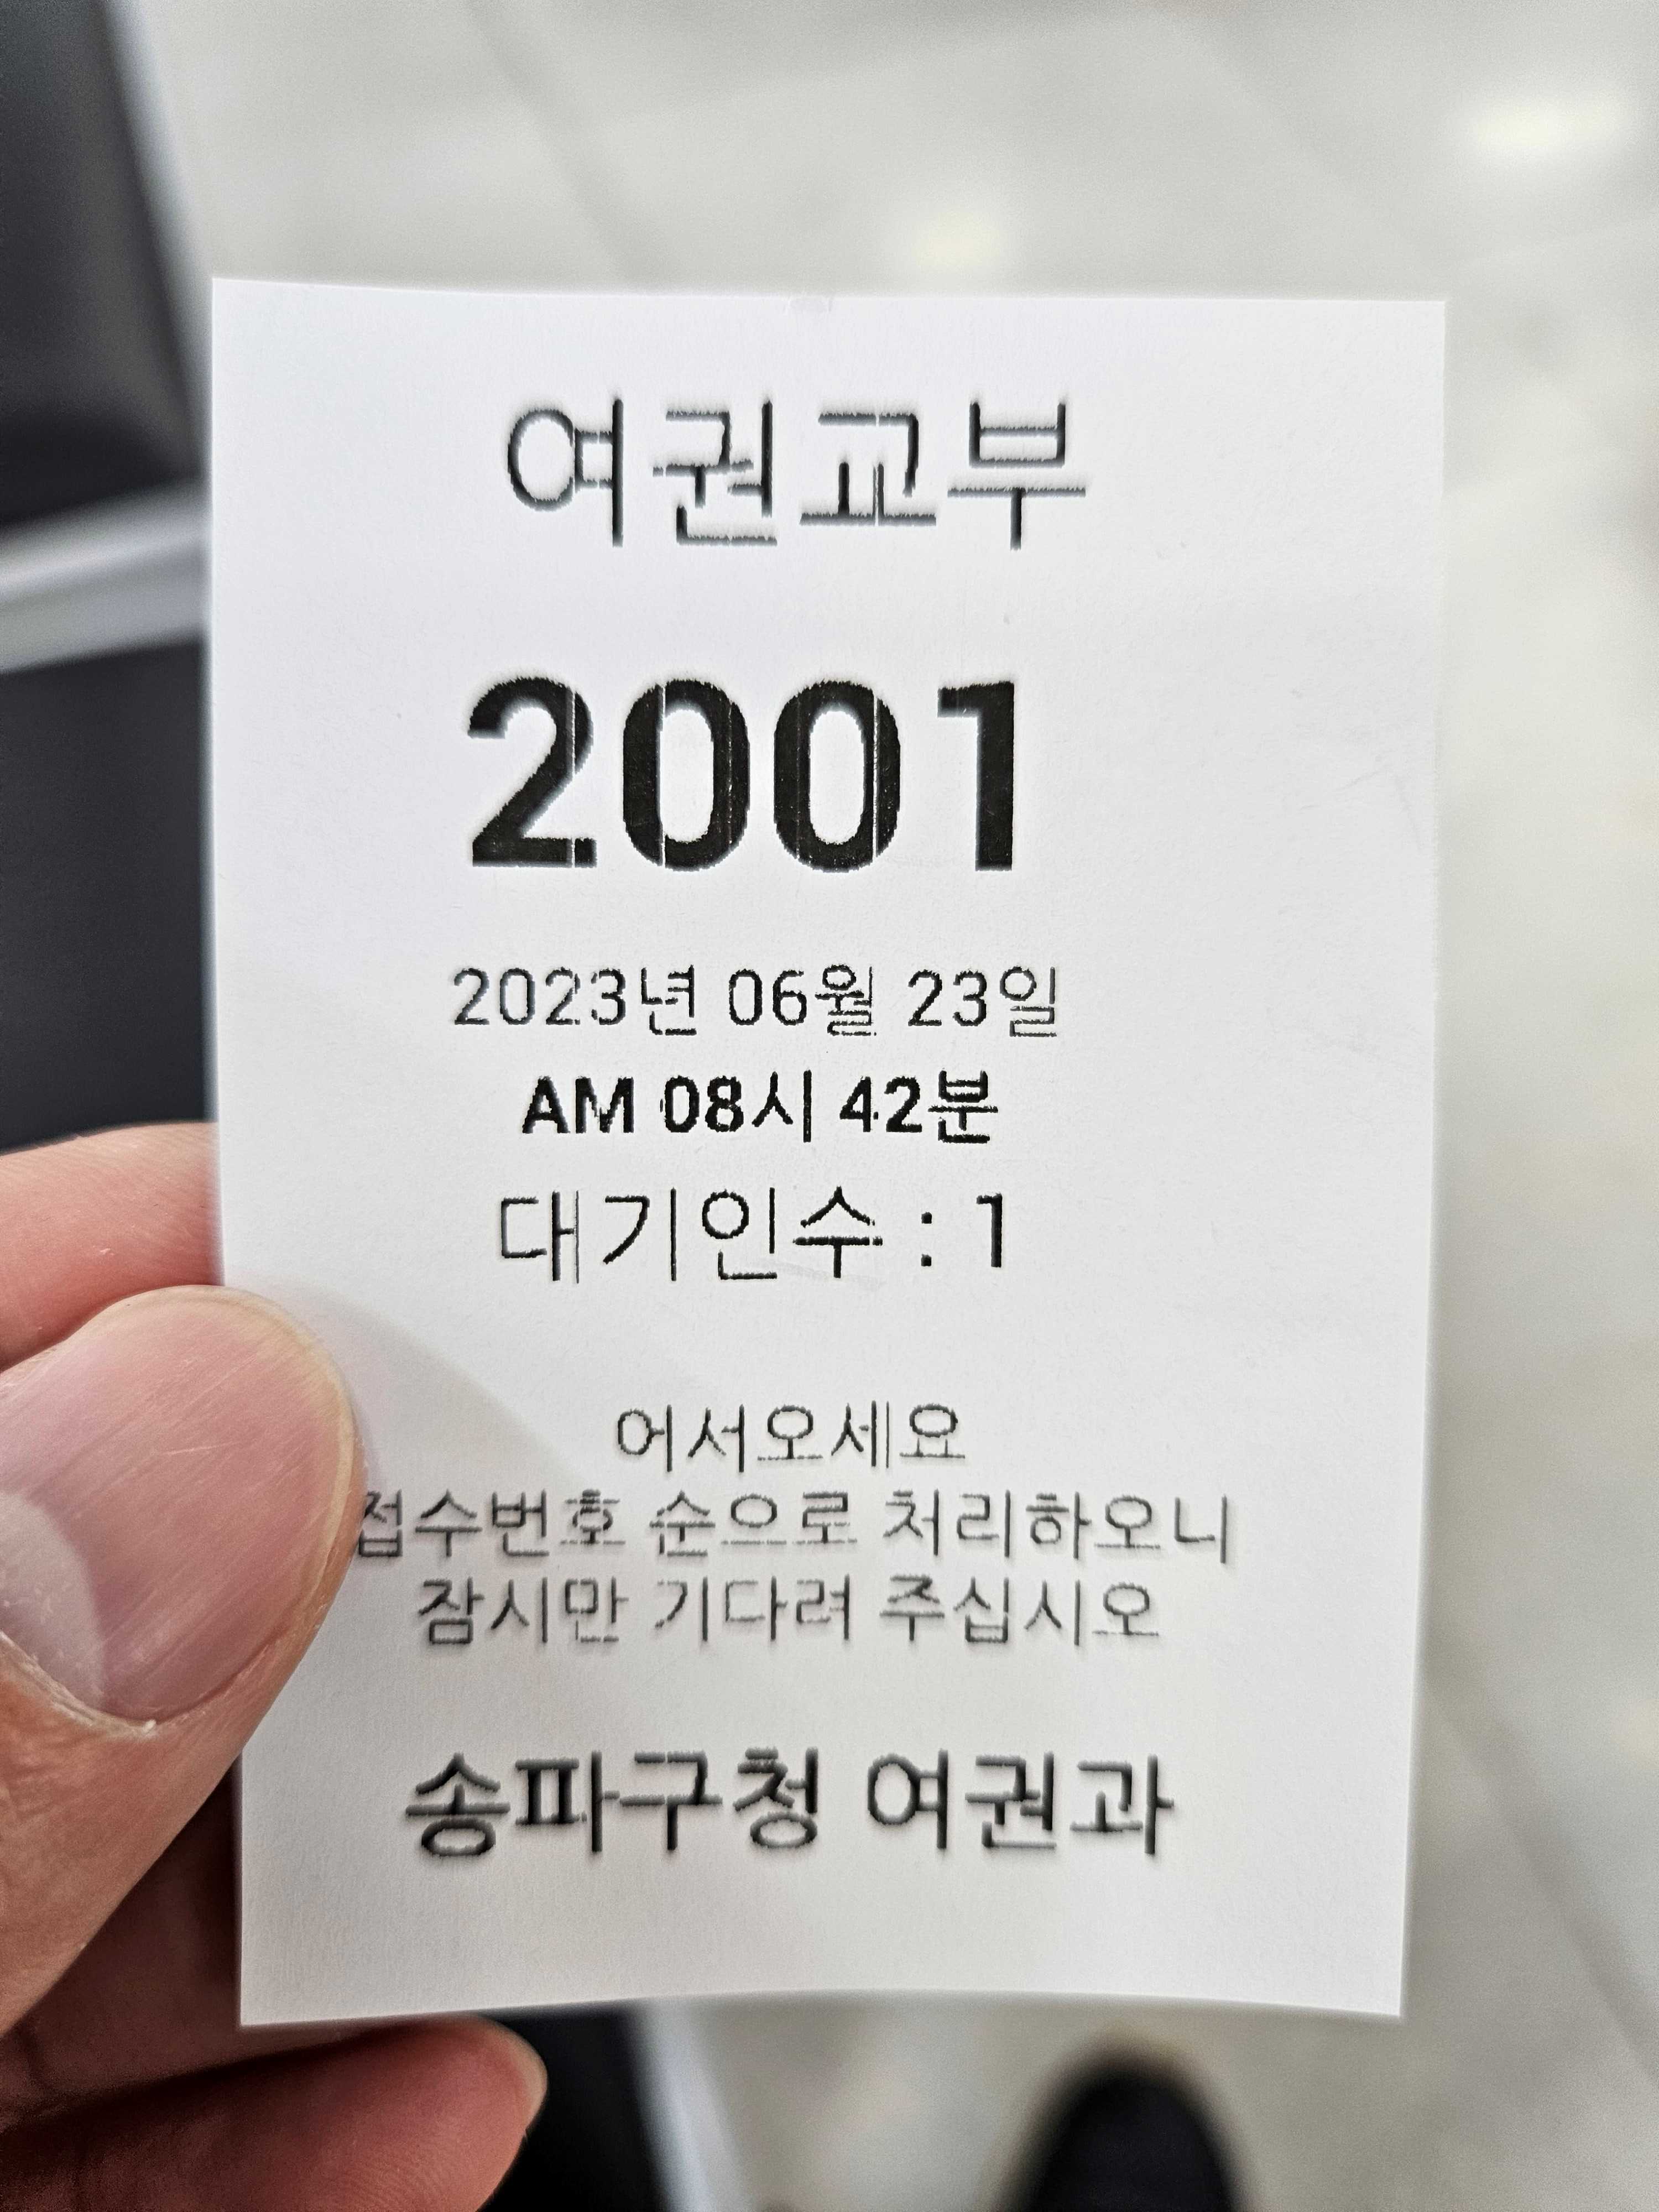 여권교부
2001
2023년 06월 23일
AM 08시 42분
대기인수 : 1
어서오세요
접수번호 순으로 처리하오니
잠시만 기다려 주십시오
송파구청 여권과